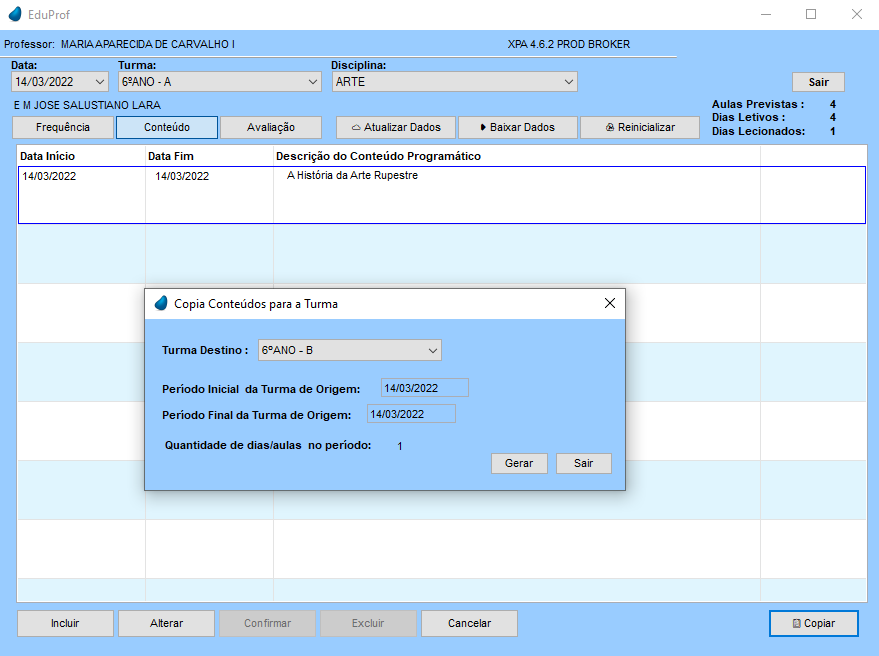 EduProf
Professor: MARIA APARECIDA DE CARVALHO I XPA 4.6.2 PROD BROKER
Data: Turma: Disciplina:
14/03/2022 6ºANO - A ARTE Sair
E M JOSE SALUSTIANO LARA
Aulas Previstas : 4
Dias Letivos : 4
Dias Lecionados: 1
Frequência Conteúdo Avaliação Atualizar Dados Baixar Dados Reinicializar
Data Início Data Fim Descrição do Conteúdo Programático
14/03/2022 14/03/2022 A História da Arte Rupestre
Copia Conteúdos para a Turma
Turma Destino : 6ºANO - B
Período Inicial da Turma de Origem: 14/03/2022
Período Final da Turma de Origem: 14/03/2022
Quantidade de dias/aulas no período: 1
Gerar Sair
Incluir Alterar Confirmar Excluir Cancelar Copiar